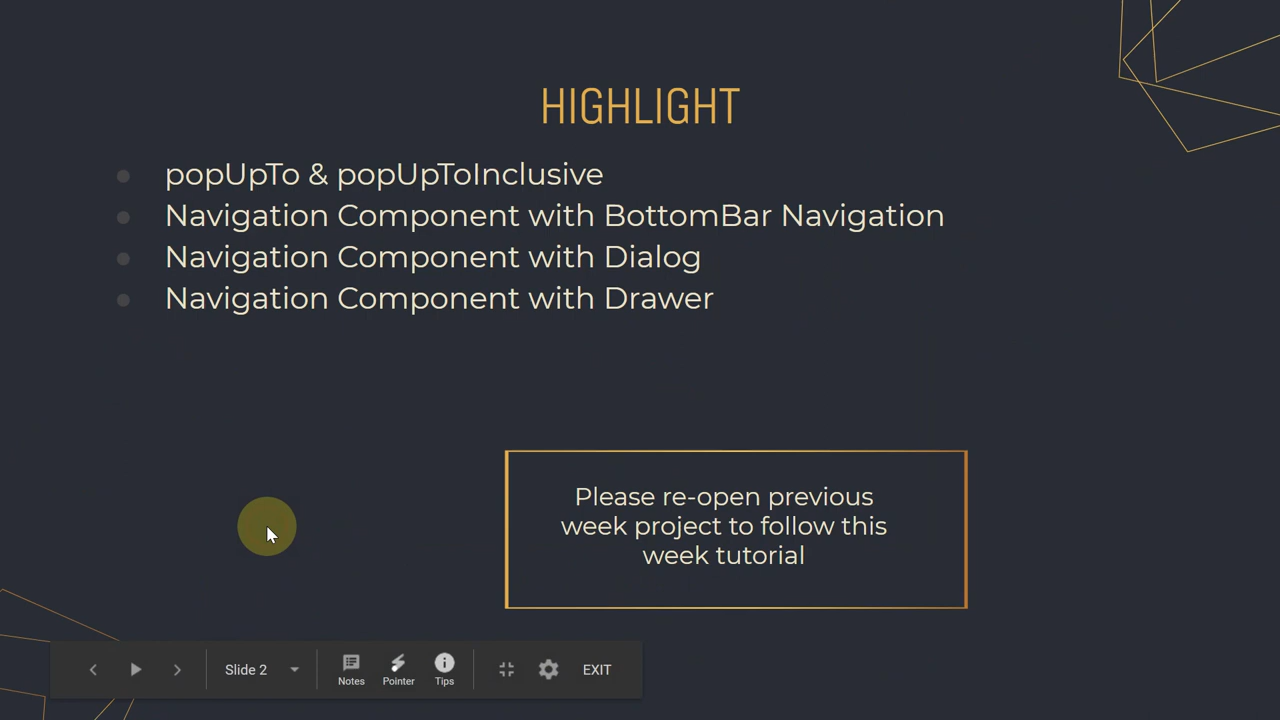 HIGHLIGHT
popUpTo & popUpToInclusive
Navigation Component with BottomBar Navigation
Navigation Component with Dialog
Navigation Component with Drawer
Please re-open previous
week project to follow this
week tutorial
Slide 2
Notes
Pointer
Tips
EXIT